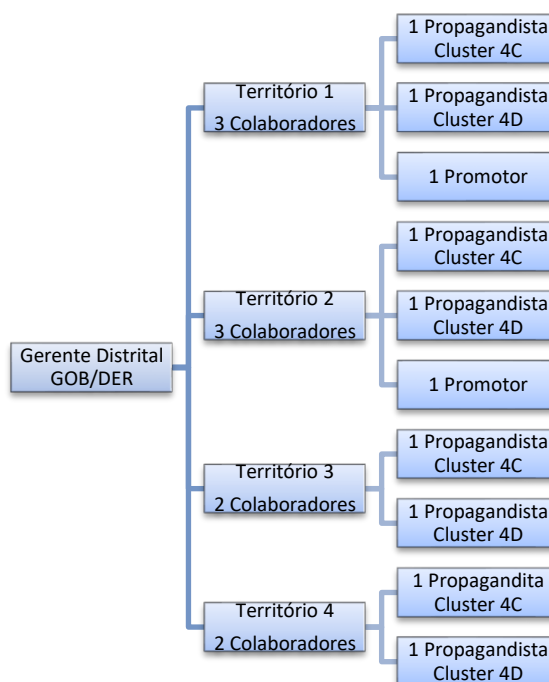 Gerente Distrital
GOB/DER
Território 1
3 Colaboradores
1 Propagandista
Cluster 4C
1 Propagandista
Cluster 4D
1 Promotor
Território 2
3 Colaboradores
1 Propagandista
Cluster 4C
1 Propagandista
Cluster 4D
1 Promotor
Território 3
2 Colaboradores
1 Propagandista
Cluster 4C
1 Propagandista
Cluster 4D
Território 4
2 Colaboradores
1 Propagandita
Cluster 4C
1 Propagandista
Cluster 4D